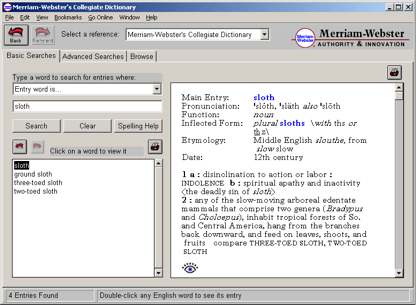 Merriam-Webster's Collegiate Dictionary
File Edit View Bookmarks Go Online Window Help
Back Forward Select a reference: Merriam-Webster's Collegiate Dictionary
Merriam-Webster
AUTHORITY & INNOVATION
Basic Searches Advanced Searches Browse
Type a word to search for entries where:
Entry word is...
sloth
Search Clear Spelling Help
Click on a word to view it
sloth
ground sloth
three-toed sloth
two-toed sloth
Main Entry: sloth
Pronunciation: ˈslȯth, ˈsläth also ˈslōth
Function: noun
Inflected Form: plural sloths \with ths or
th̲z\
Etymology: Middle English slouthe, from
slow slow
Date: 12th century
1 a : disinclination to action or labor :
INDOLENCE b : spiritual apathy and inactivity
<the deadly sin of sloth>
2 : any of the slow-moving arboreal edentate
mammals that comprise two genera (Bradypus
and Choloepus), inhabit tropical forests of So.
and Central America, hang from the branches
back downward, and feed on leaves, shoots, and
fruits compare THREE-TOED SLOTH, TWO-TOED
SLOTH
4 Entries Found Double-click any English word to see its entry